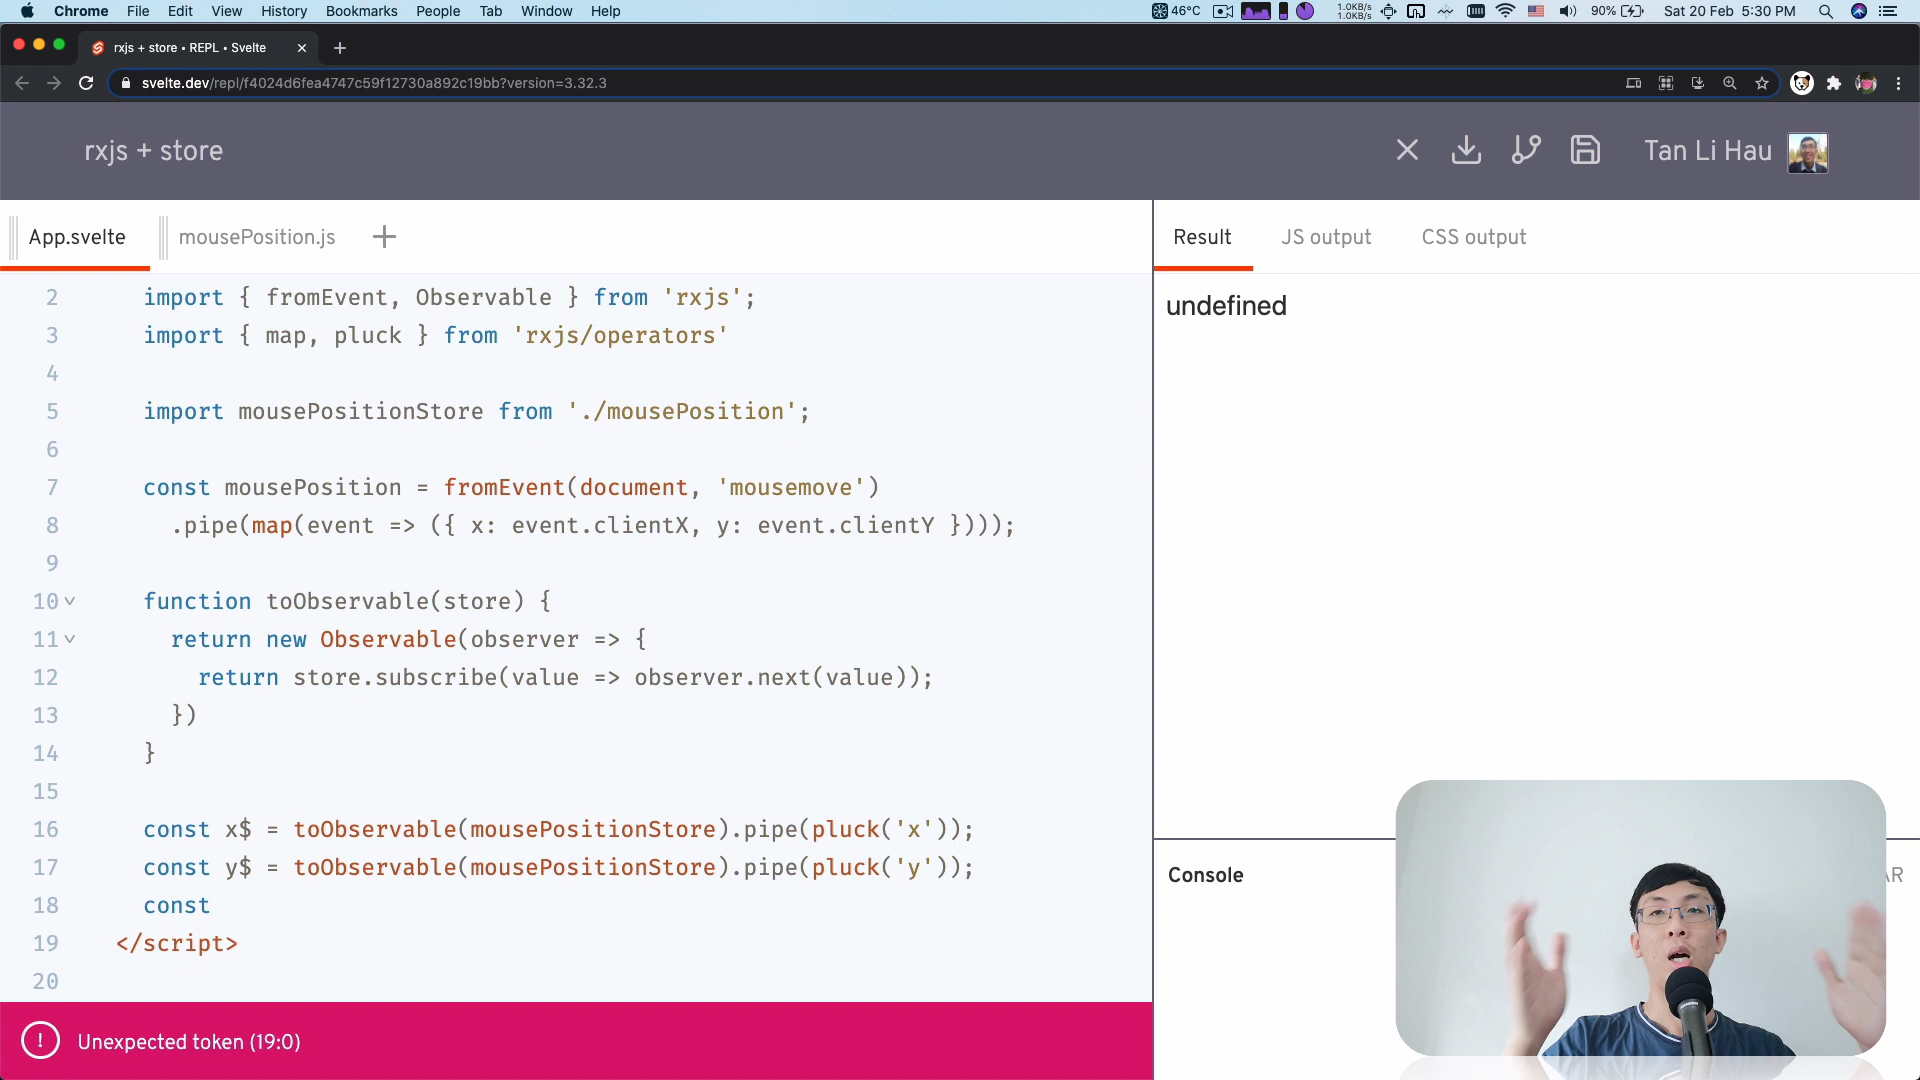 Chrome File Edit View History Bookmarks People Tab Window Help
46°C 1.0KB/s 1.0KB/s 90% Sat 20 Feb 5:30 PM
rxjs + store • REPL • Svelte
svelte.dev/repl/f4024d6fea4747c59f12730a892c19bb?version=3.32.3
rxjs + store
Tan Li Hau
App.svelte mousePosition.js
Result JS output CSS output
2 import { fromEvent, Observable } from 'rxjs';
3 import { map, pluck } from 'rxjs/operators'
4
5 import mousePositionStore from './mousePosition';
6
7 const mousePosition = fromEvent(document, 'mousemove')
8 .pipe(map(event => ({ x: event.clientX, y: event.clientY })));
9
10 function toObservable(store) {
11 return new Observable(observer => {
12 return store.subscribe(value => observer.next(value));
13 })
14 }
15
16 const x$ = toObservable(mousePositionStore).pipe(pluck('x'));
17 const y$ = toObservable(mousePositionStore).pipe(pluck('y'));
18 const
19 </script>
20
Unexpected token (19:0)
undefined
Console